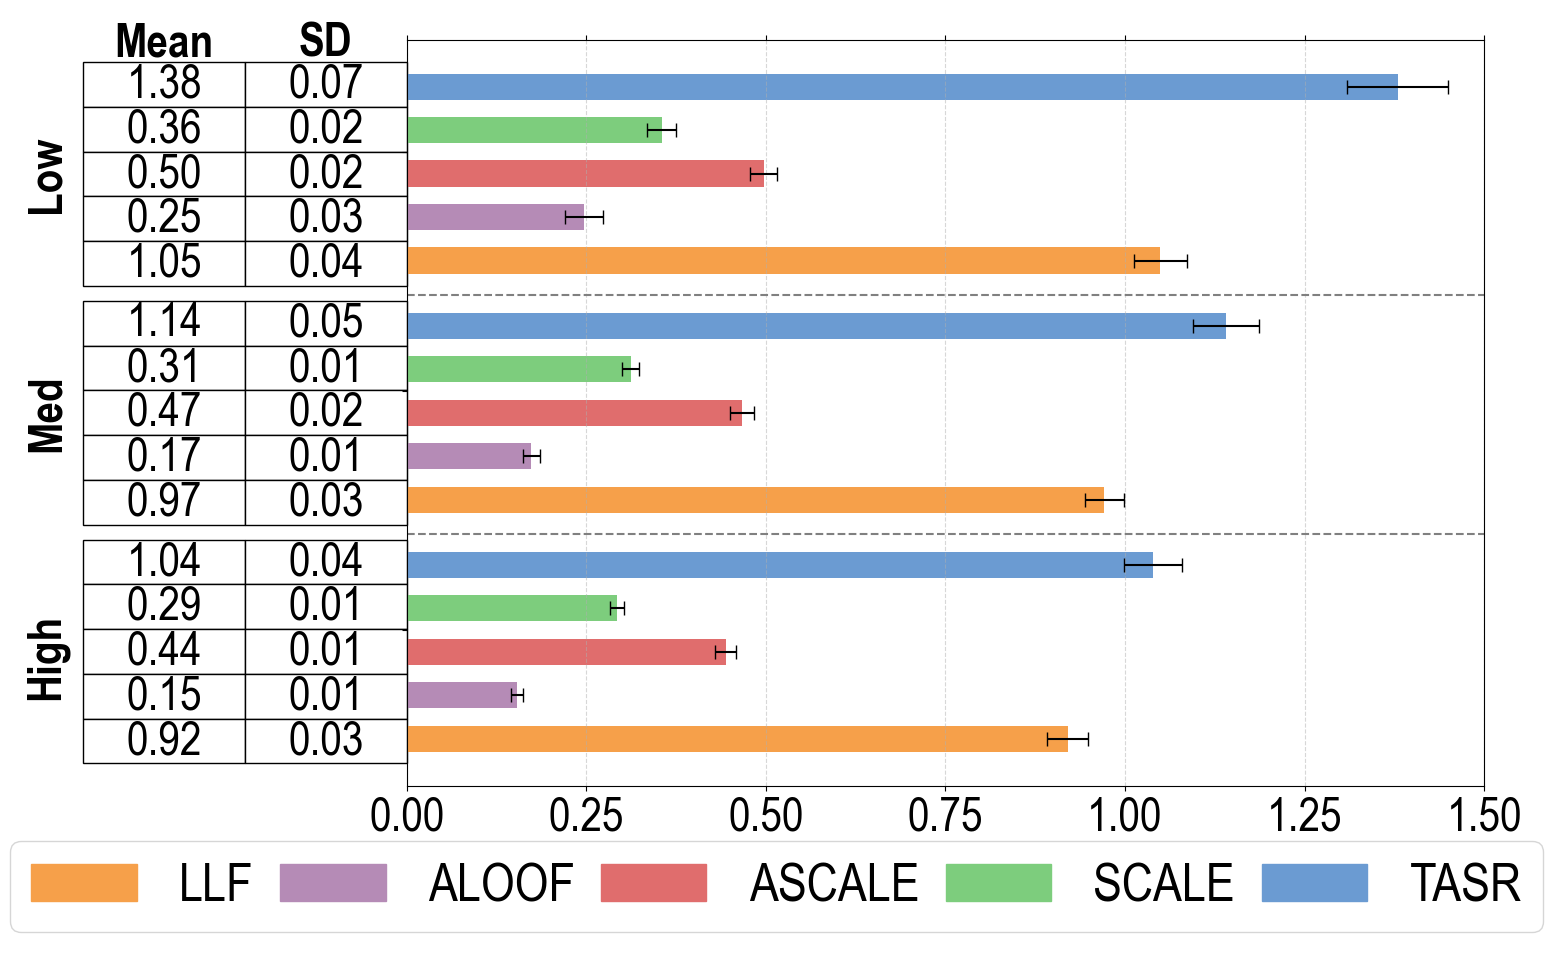 Mean SD
Low
1.38 0.07
0.36 0.02
0.50 0.02
0.25 0.03
1.05 0.04
Med
1.14 0.05
0.31 0.01
0.47 0.02
0.17 0.01
0.97 0.03
High
1.04 0.04
0.29 0.01
0.44 0.01
0.15 0.01
0.92 0.03
0.00 0.25 0.50 0.75 1.00 1.25 1.50
LLF ALOOF ASCALE SCALE TASR